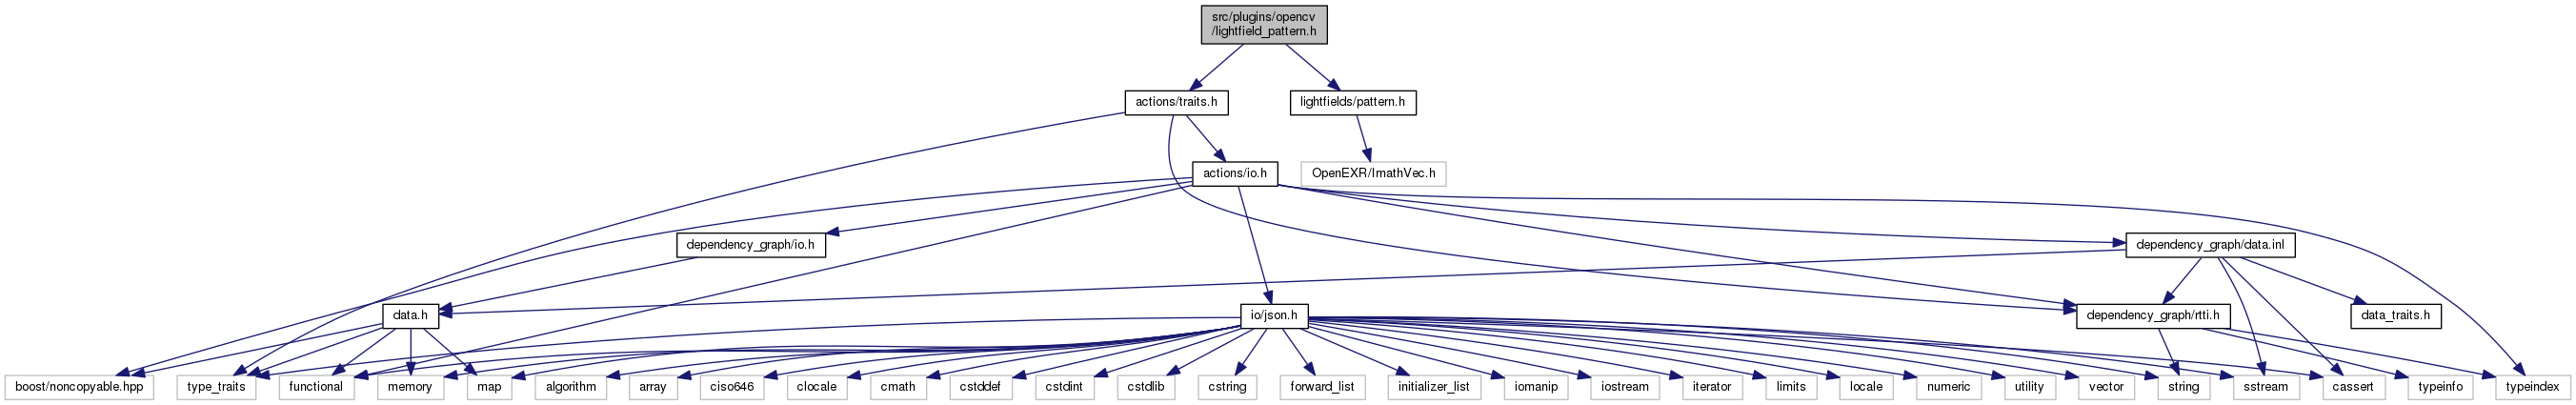 src/plugins/opencv
/lightfield_pattern.h
actions/traits.h
lightfields/pattern.h
actions/io.h
OpenEXR/ImathVec.h
dependency_graph/io.h
dependency_graph/data.inl
data.h
io/json.h
dependency_graph/rtti.h
data_traits.h
boost/noncopyable.hpp
type_traits
functional
memory
map
algorithm
array
ciso646
clocale
cmath
cstddef
cstdint
cstdlib
cstring
forward_list
initializer_list
iomanip
iostream
iterator
limits
locale
numeric
utility
vector
string
sstream
cassert
typeinfo
typeindex